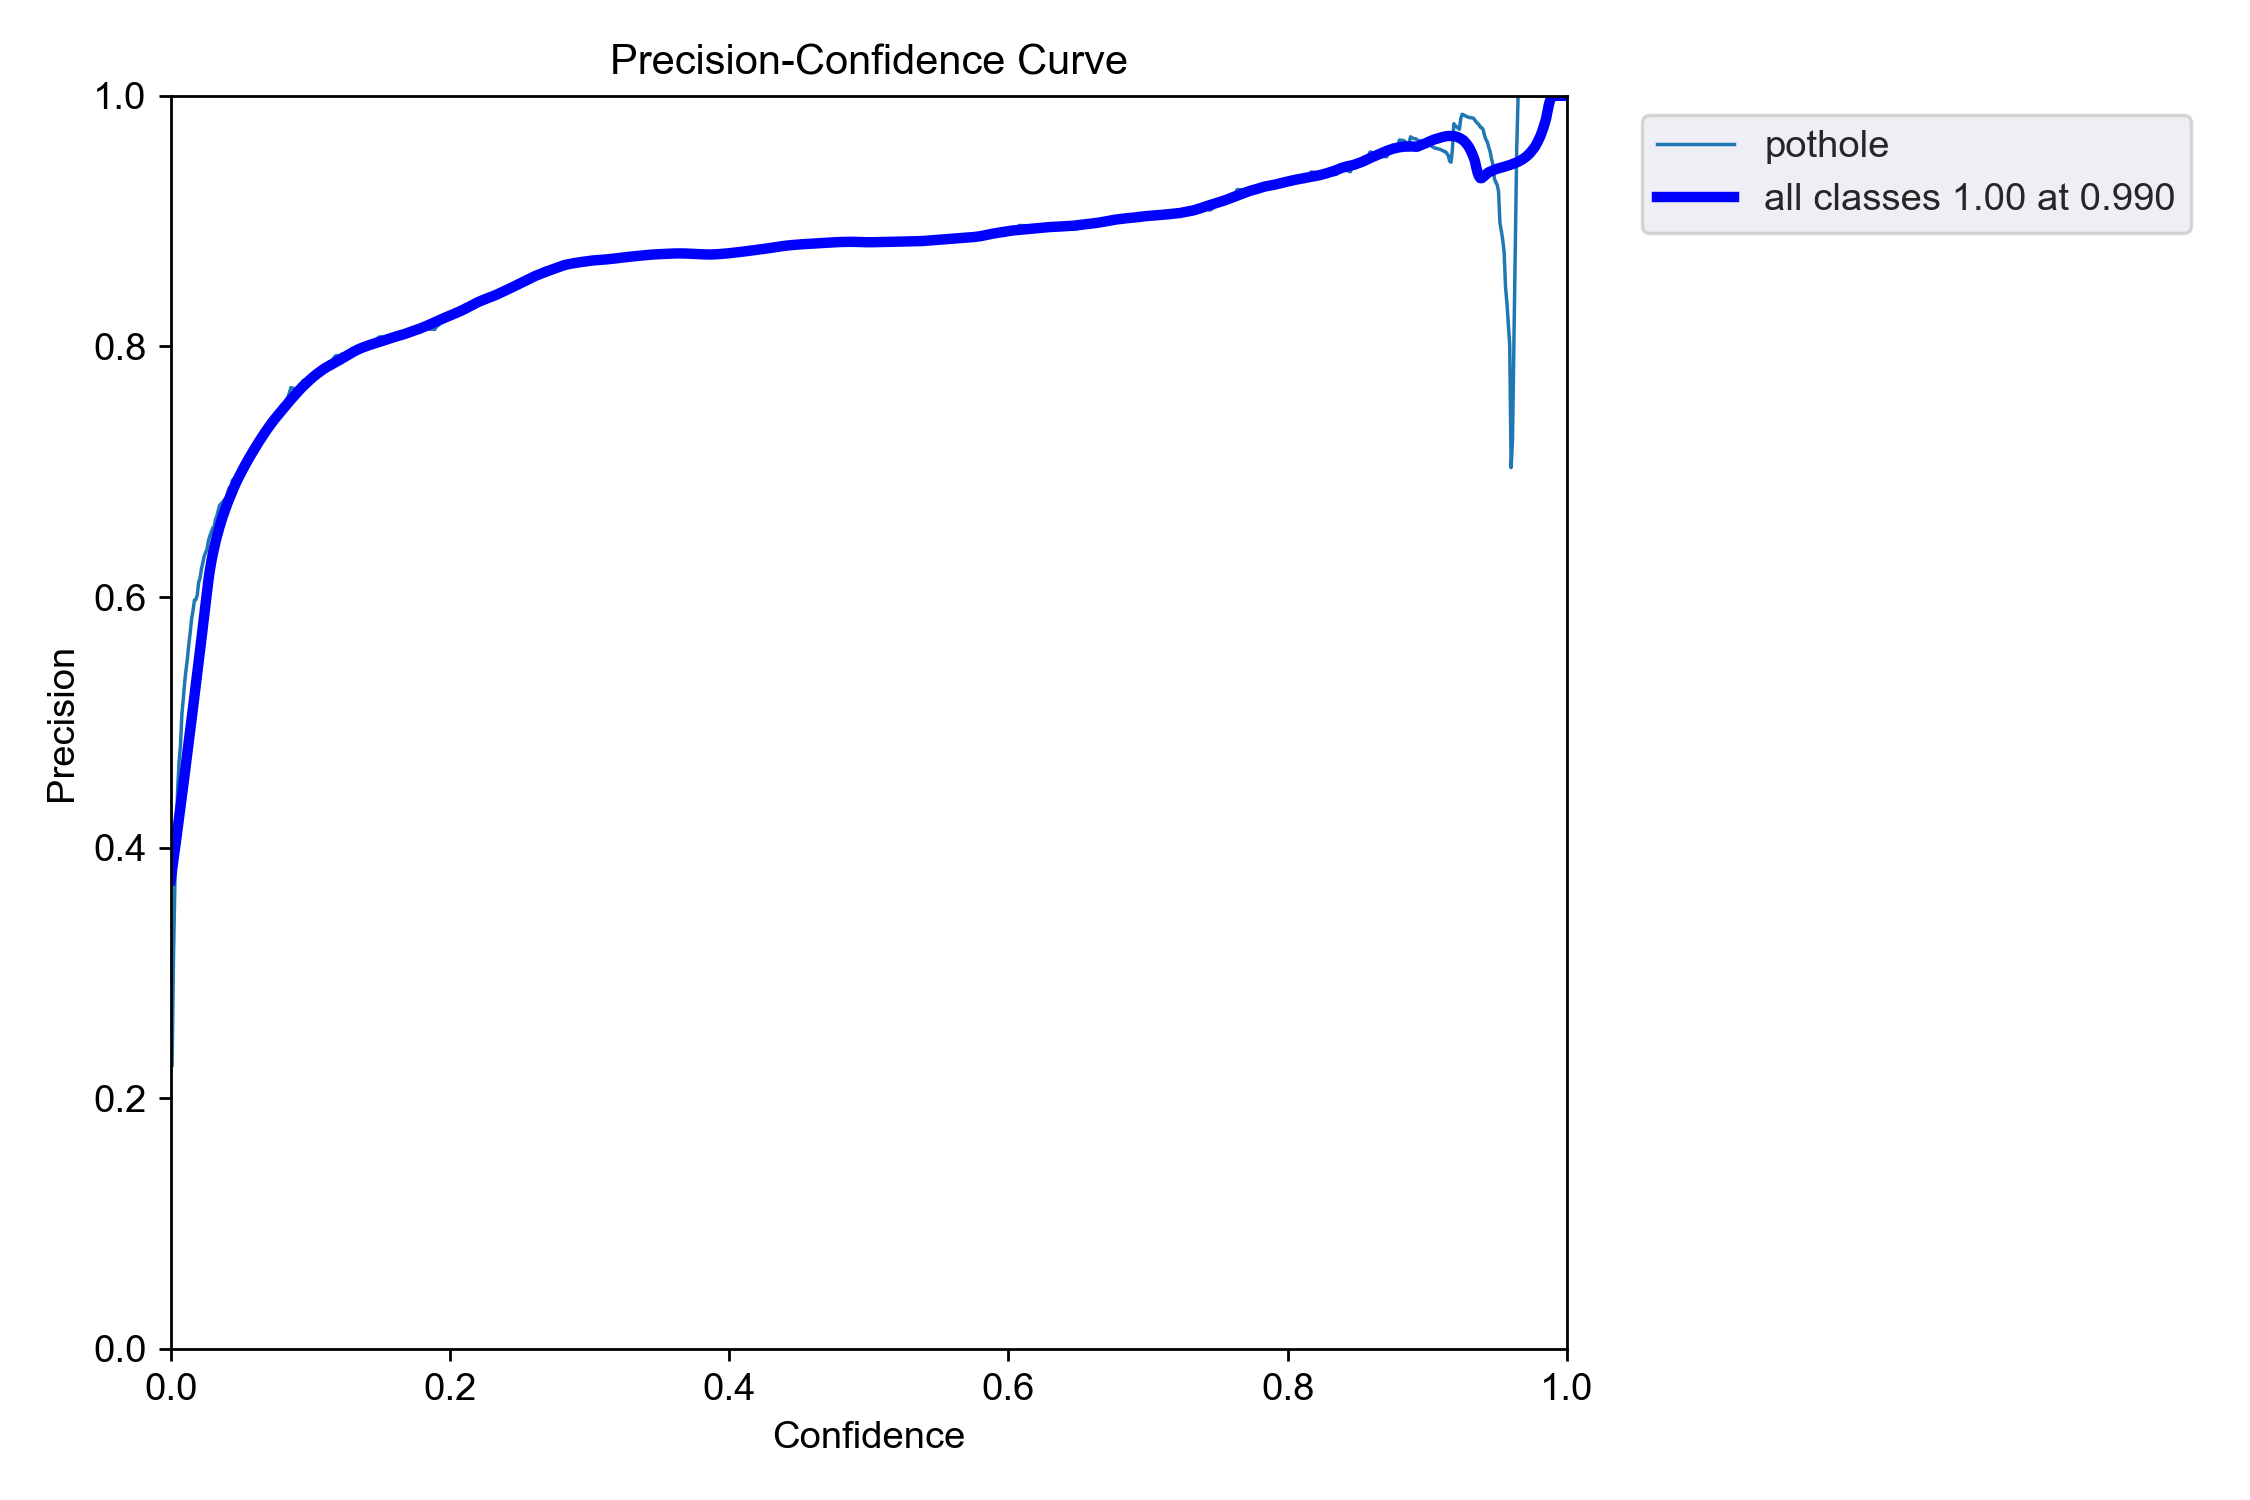 Precision-Confidence Curve
pothole
all classes 1.00 at 0.990
Precision
1.0
0.8
0.6
0.4
0.2
0.0
0.0 0.2 0.4 0.6 0.8 1.0
Confidence